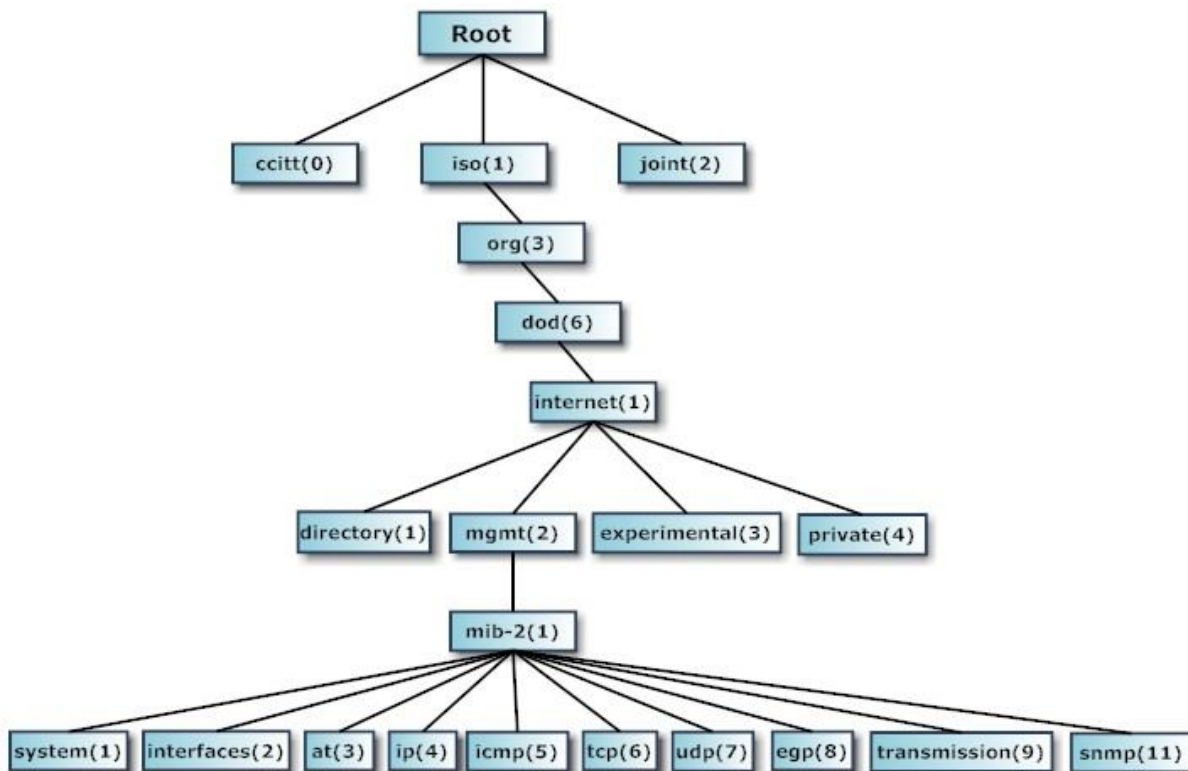 Root
ccitt(0) iso(1) joint(2)
org(3)
dod(6)
internet(1)
directory(1) mgmt(2) experimental(3) private(4)
mib-2(1)
system(1) interfaces(2) at(3) ip(4) icmp(5) tcp(6) udp(7) egp(8) transmission(9) snmp(11)